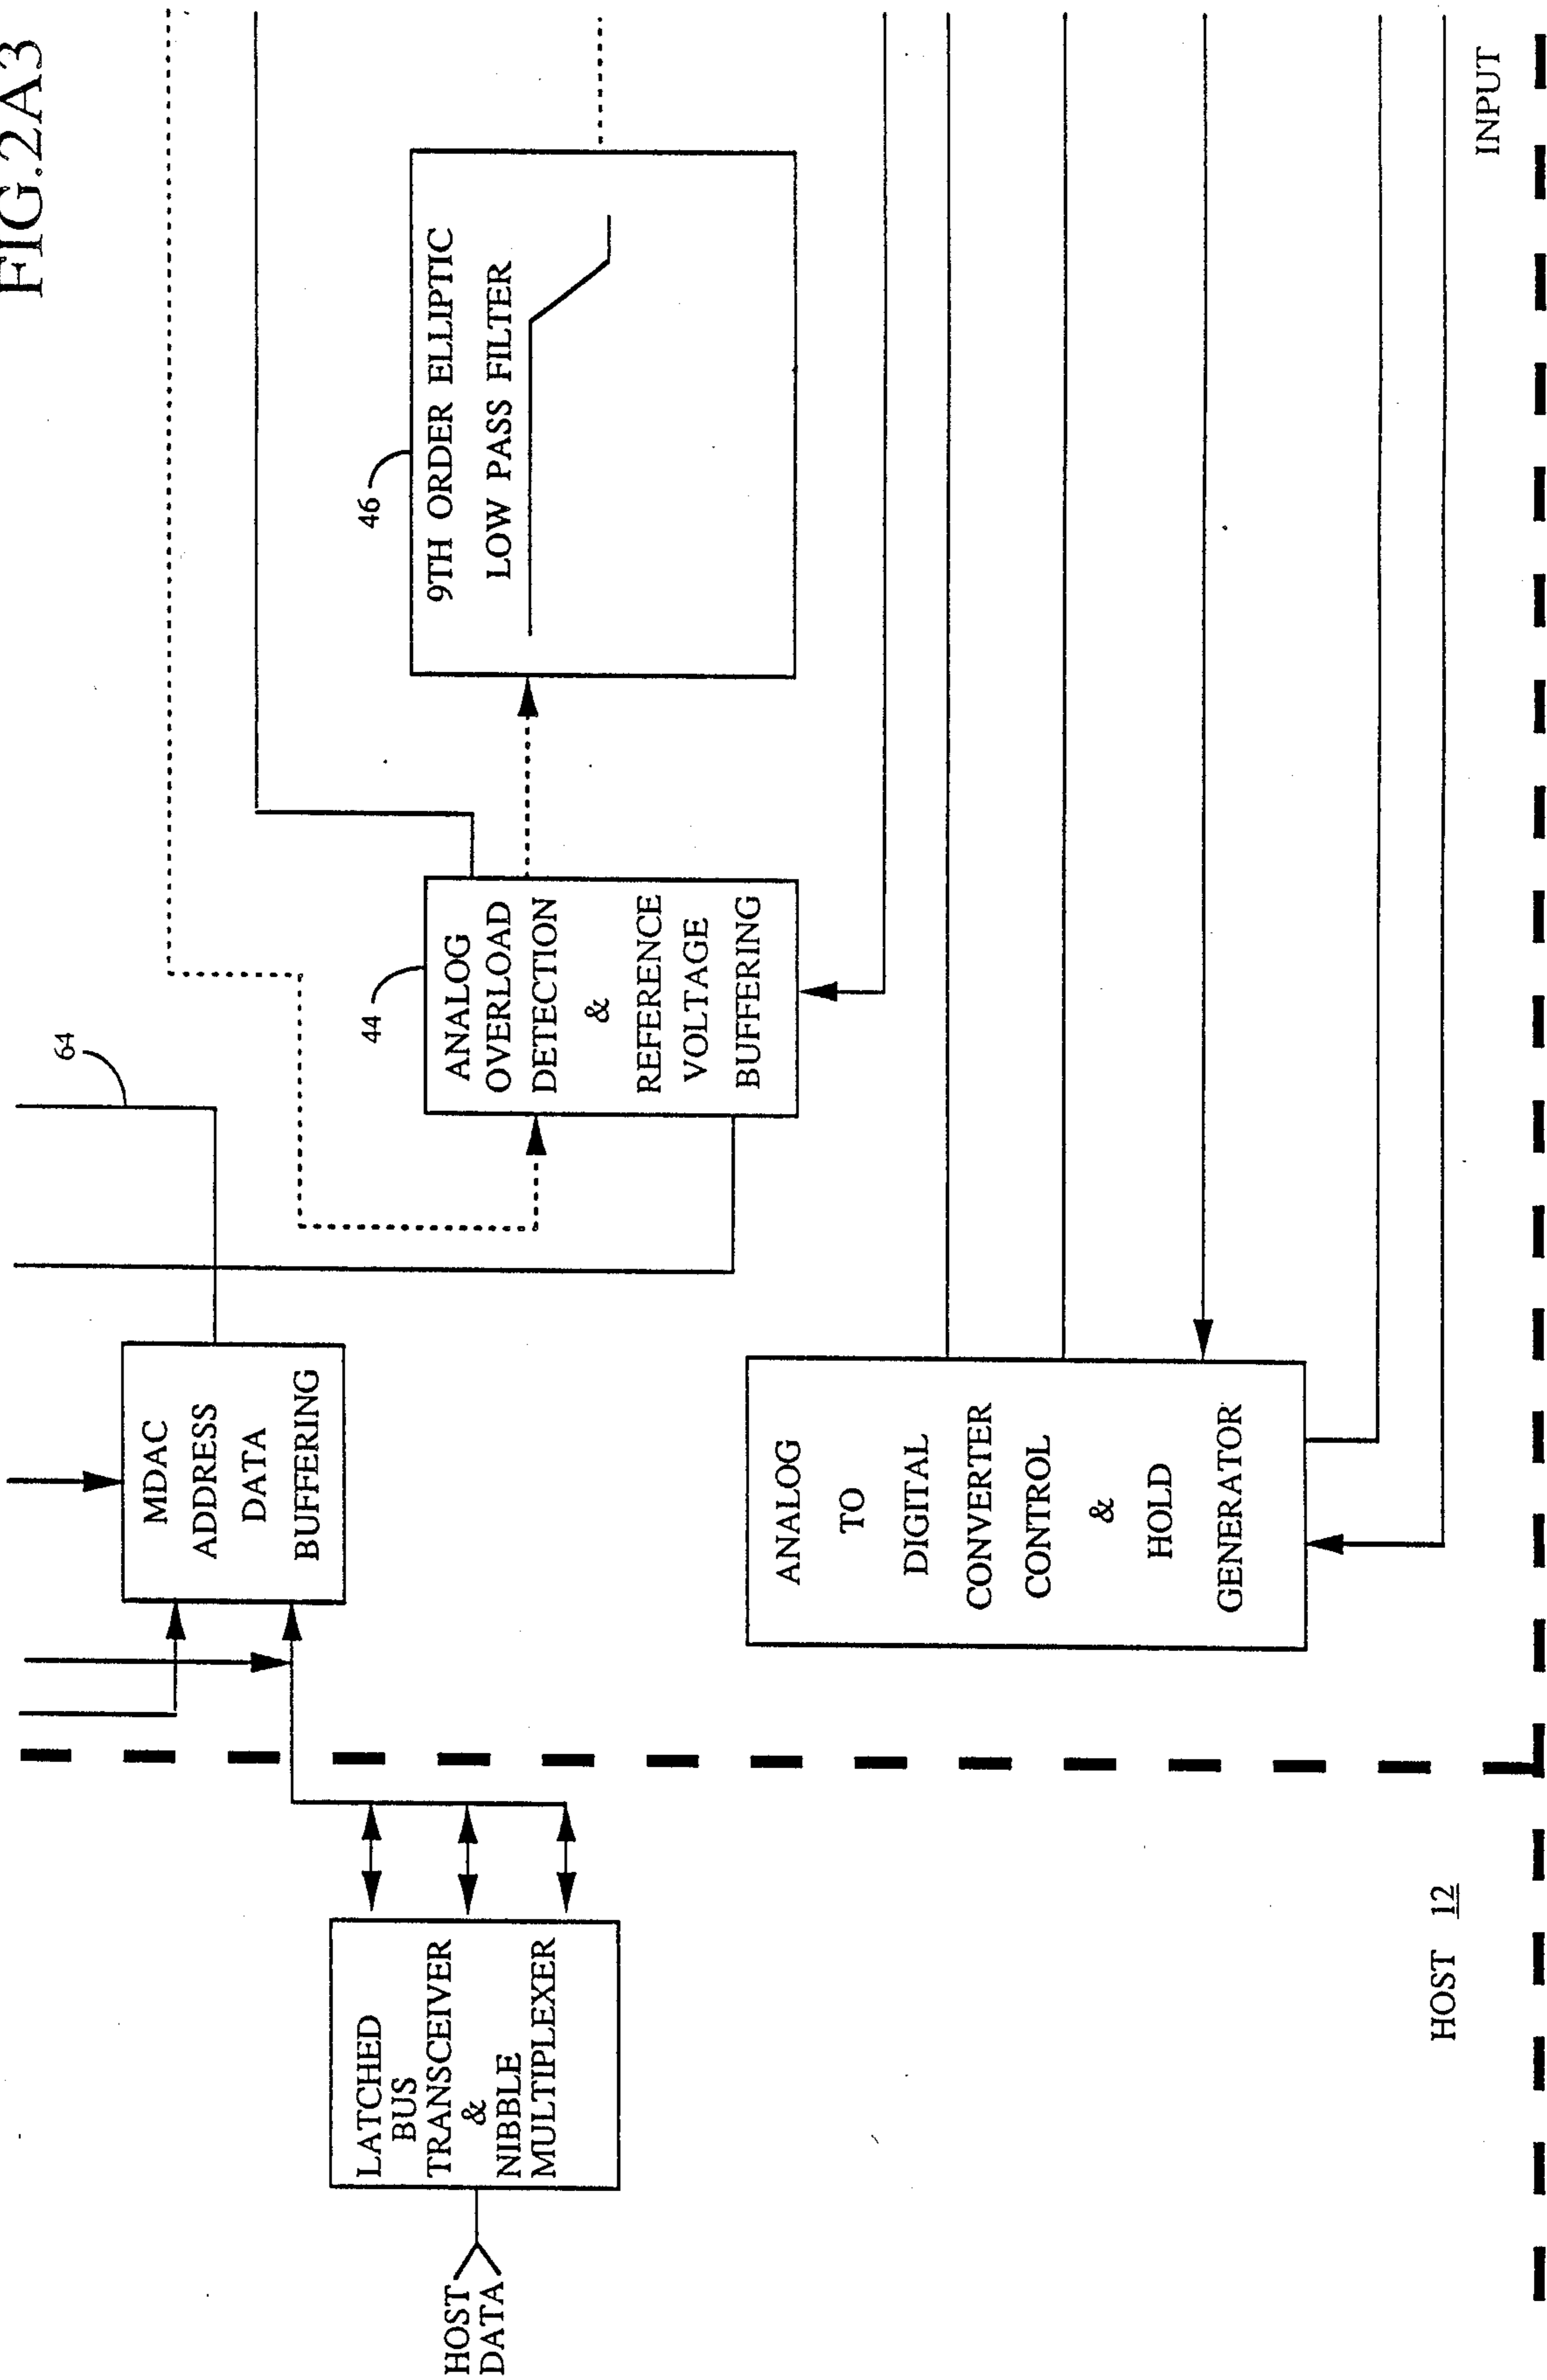 FIG.2A3
64
46
9TH ORDER ELLIPTIC
LOW PASS FILTER
44
ANALOG
OVERLOAD
DETECTION
&
REFERENCE
VOLTAGE
BUFFERING
MDAC
ADDRESS
DATA
BUFFERING
ANALOG
TO
DIGITAL
CONVERTER
CONTROL
&
HOLD
GENERATOR
LATCHED
BUS
TRANSCEIVER
&
NIBBLE
MULTIPLEXER
HOST
DATA
HOST 12
INPUT